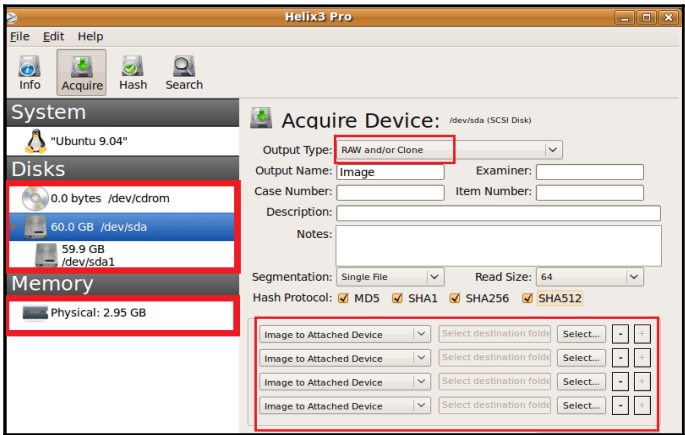 Helix3 Pro
File Edit Help
Info Acquire Hash Search
System
"Ubuntu 9.04"
Disks
0.0 bytes /dev/cdrom
60.0 GB /dev/sda
59.9 GB
/dev/sda1
Memory
Physical: 2.95 GB
Acquire Device: /dev/sda (SCSI Disk)
Output Type: RAW and/or Clone
Output Name: Image Examiner:
Case Number: Item Number:
Description:
Notes:
Segmentation: Single File Read Size: 64
Hash Protocol: MD5 SHA1 SHA256 SHA512
Image to Attached Device Select destination folde Select... - +
Image to Attached Device Select destination folde Select... - +
Image to Attached Device Select destination folde Select... - +
Image to Attached Device Select destination folde Select... - +